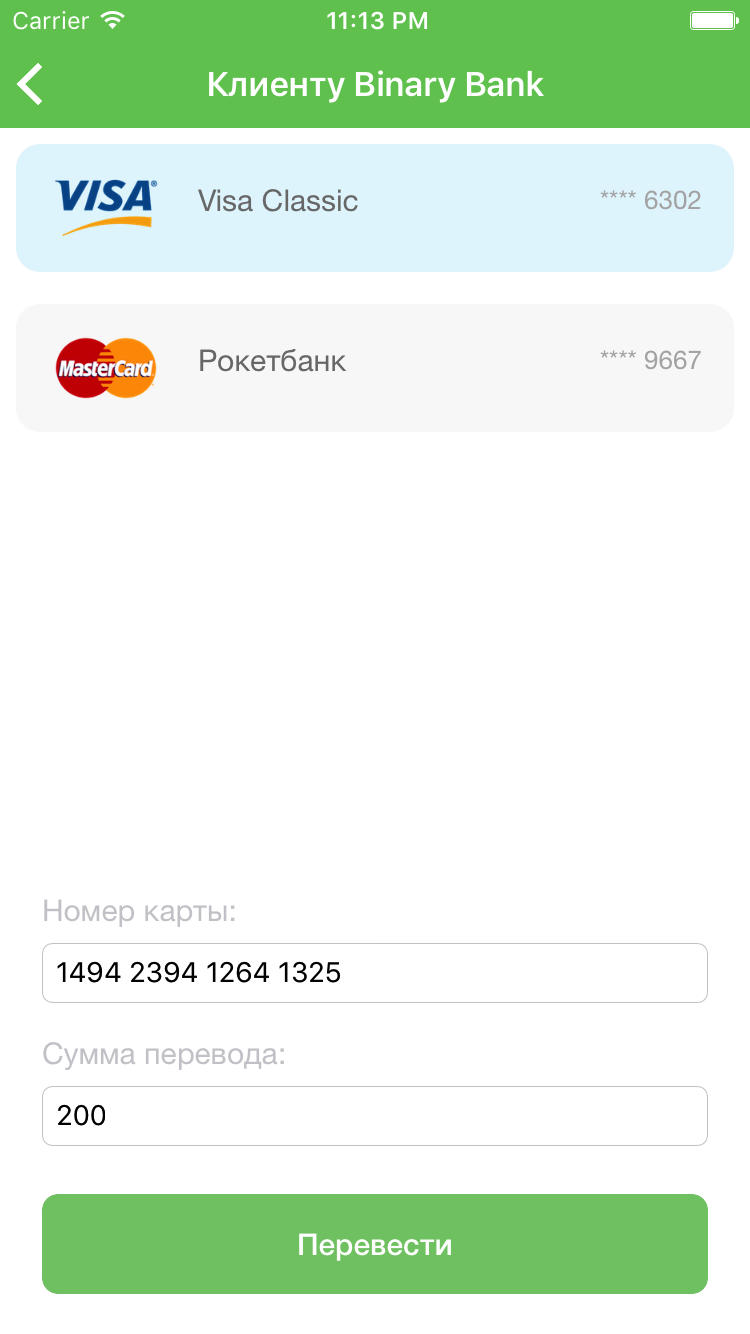 Carrier 11:13 PM
Клиенту Binary Bank
VISA® Visa Classic **** 6302
MasterCard Рокетбанк **** 9667
Номер карты:
1494 2394 1264 1325
Сумма перевода:
200
Перевести